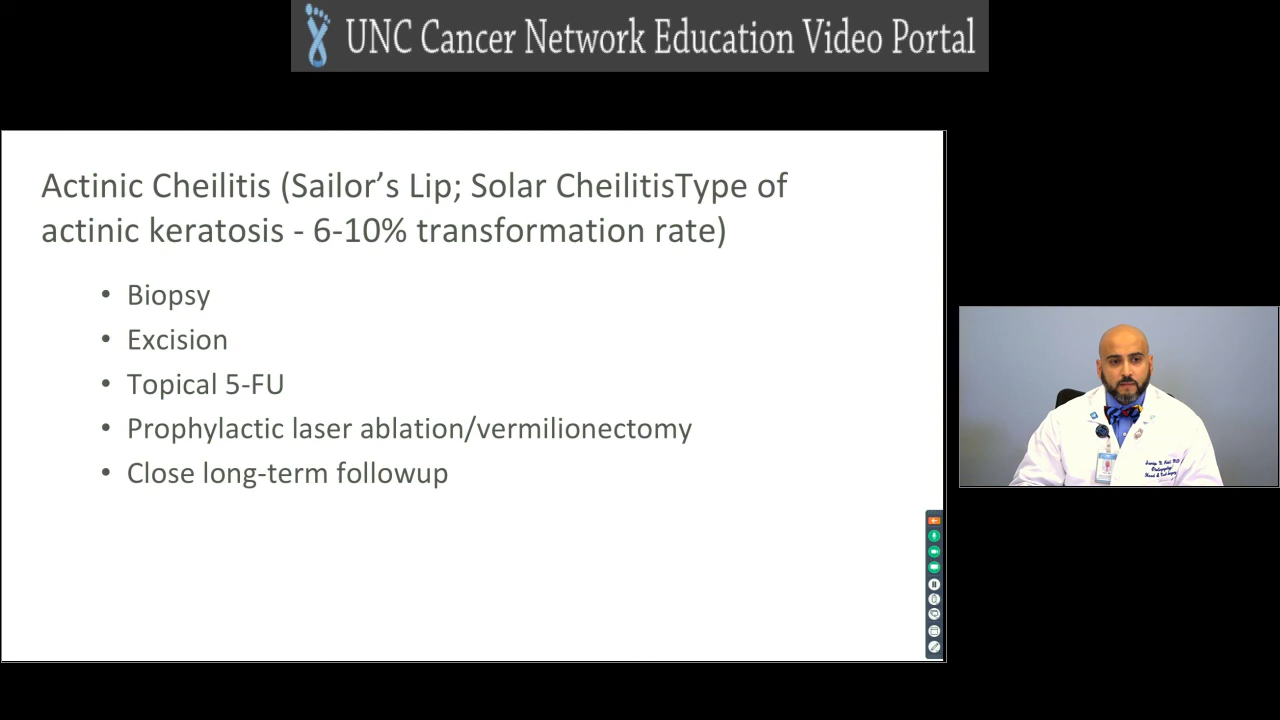 UNC Cancer Network Education Video Portal
Actinic Cheilitis (Sailor’s Lip; Solar CheilitisType of
actinic keratosis - 6-10% transformation rate)
• Biopsy
• Excision
• Topical 5-FU
• Prophylactic laser ablation/vermilionectomy
• Close long-term followup